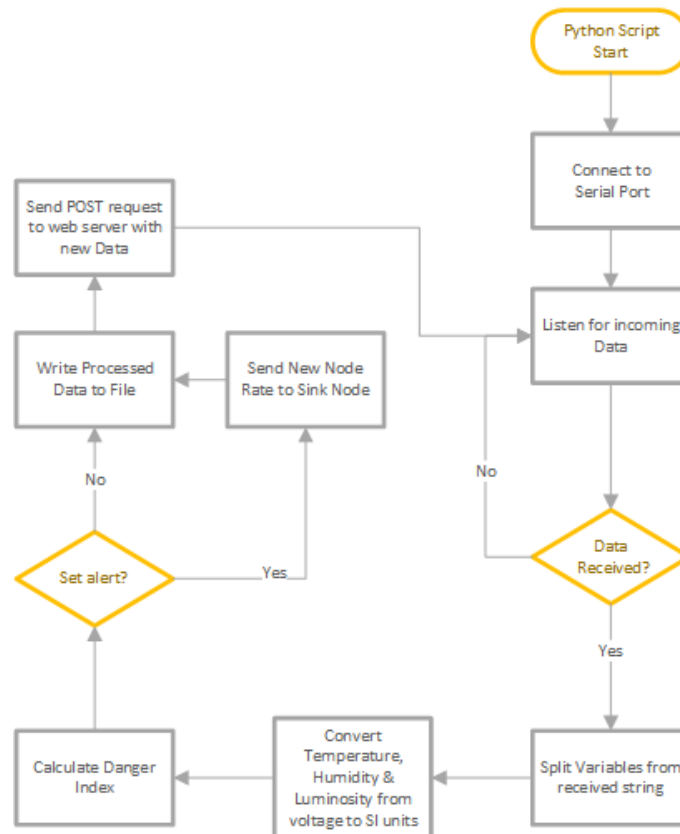 Python Script
Start
Connect to
Serial Port
Send POST request
to web server with
new Data
Listen for incoming
Data
Write Processed
Data to File
Send New Node
Rate to Sink Node
No
No
Data
Received?
Set alert?
Yes
Yes
Convert
Temperature,
Humidity &
Luminosity from
voltage to SI units
Calculate Danger
Index
Split Variables from
received string